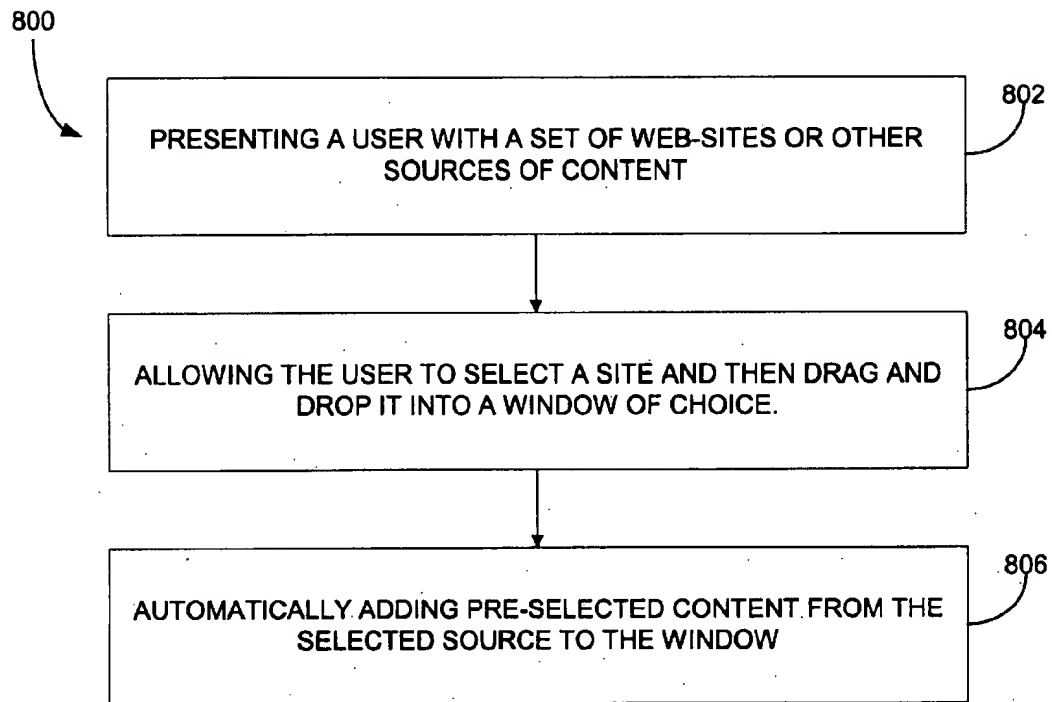 800
802
PRESENTING A USER WITH A SET OF WEB-SITES OR OTHER
SOURCES OF CONTENT
804
ALLOWING THE USER TO SELECT A SITE AND THEN DRAG AND
DROP IT INTO A WINDOW OF CHOICE.
806
AUTOMATICALLY ADDING PRE-SELECTED CONTENT FROM THE
SELECTED SOURCE TO THE WINDOW